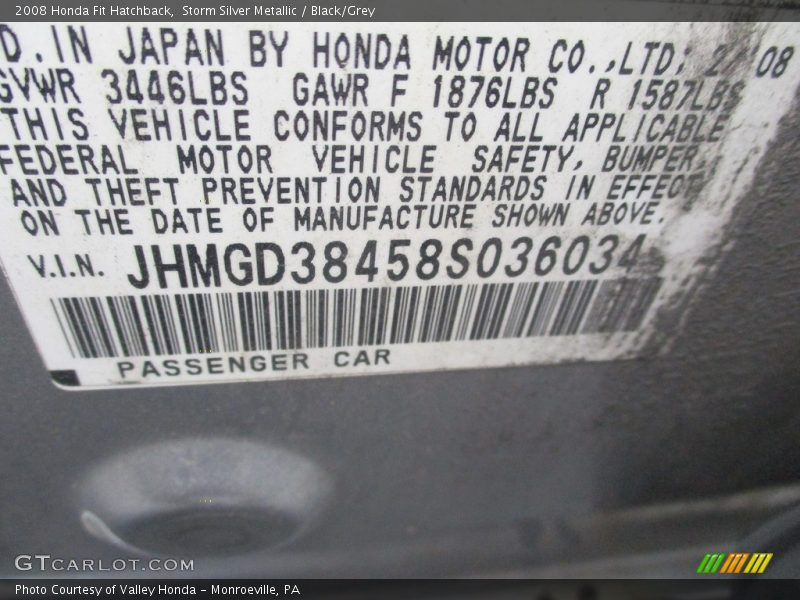 2008 Honda Fit Hatchback, Storm Silver Metallic / Black/Grey
D.IN JAPAN BY HONDA MOTOR CO.,LTD; 08
GVWR 3446LBS GAWR F 1876LBS R 1587LBS
THIS VEHICLE CONFORMS TO ALL APPLICABLE
FEDERAL MOTOR VEHICLE SAFETY, BUMPER,
AND THEFT PREVENTION STANDARDS IN EFFECT
ON THE DATE OF MANUFACTURE SHOWN ABOVE.
V.I.N. JHMGD38458S036034
PASSENGER CAR
GTCARLOT.COM
Photo Courtesy of Valley Honda - Monroeville, PA